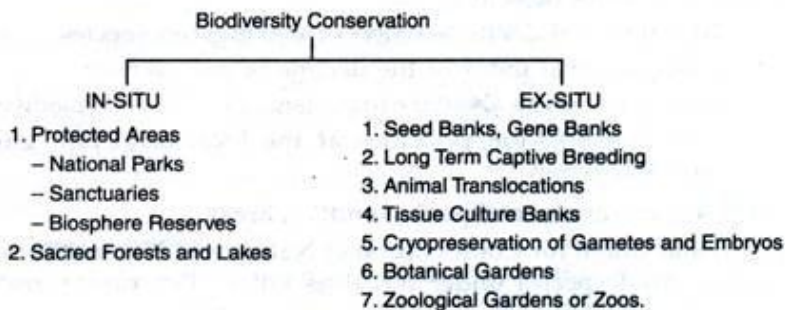 Biodiversity Conservation
IN-SITU
1. Protected Areas
– National Parks
– Sanctuaries
– Biosphere Reserves
2. Sacred Forests and Lakes
EX-SITU
1. Seed Banks, Gene Banks
2. Long Term Captive Breeding
3. Animal Translocations
4. Tissue Culture Banks
5. Cryopreservation of Gametes and Embryos
6. Botanical Gardens
7. Zoological Gardens or Zoos.